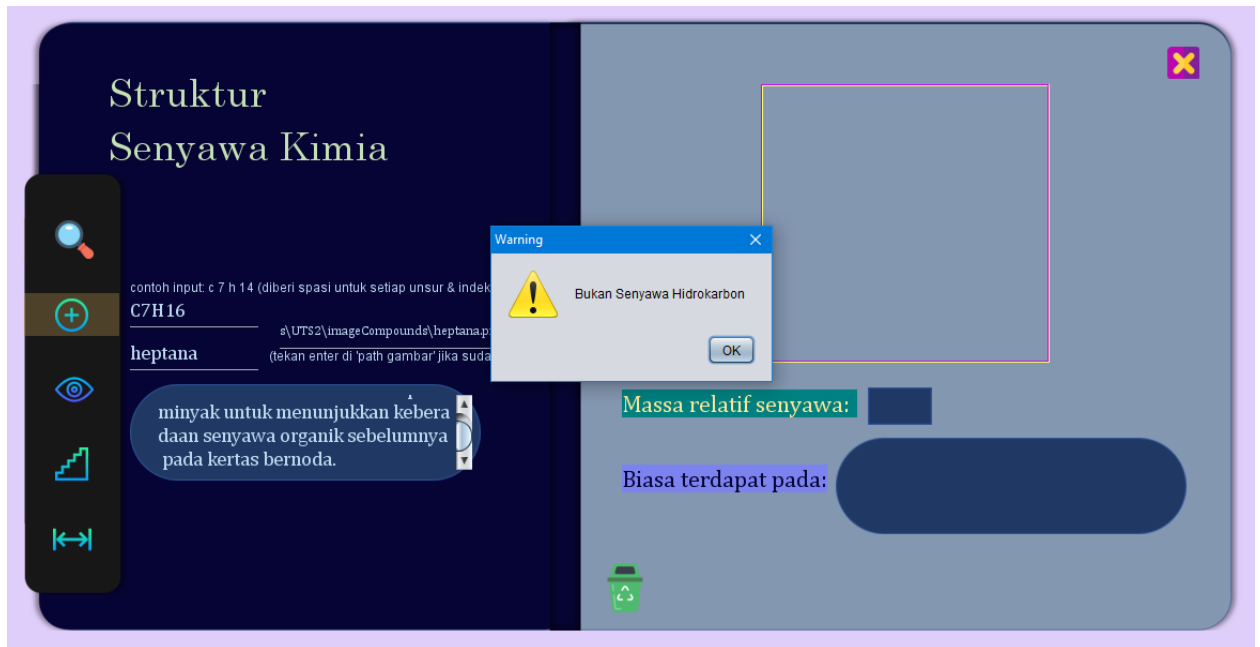 Struktur
Senyawa Kimia
contoh input: c 7 h 14 (diberi spasi untuk setiap unsur & indek
C7H16
s\UTS2\imageCompounds\heptana.p
heptana
(tekan enter di 'path gambar' jika suda
minyak untuk menunjukkan kebera
daan senyawa organik sebelumnya
pada kertas bernoda.
Warning
Bukan Senyawa Hidrokarbon
OK
Massa relatif senyawa:
Biasa terdapat pada: